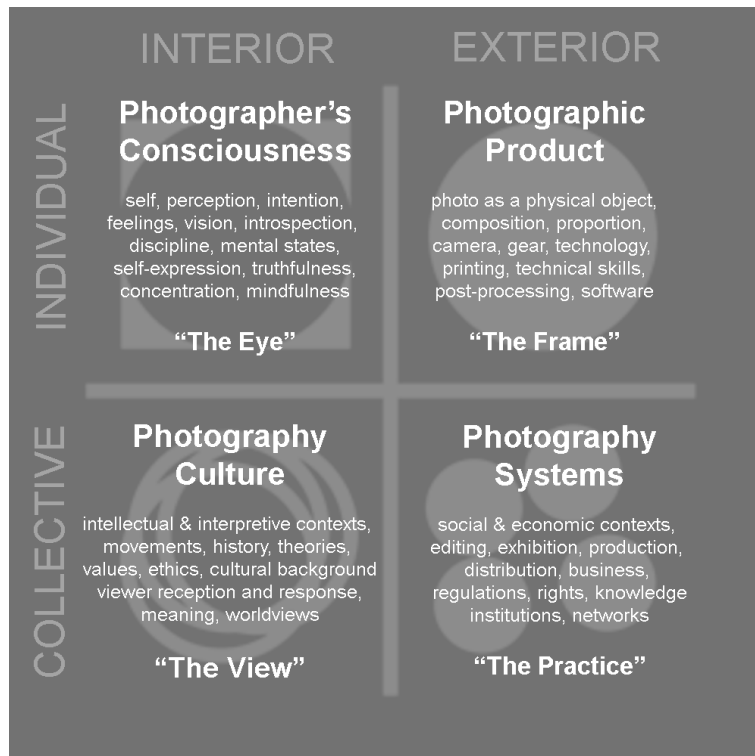 INTERIOR
EXTERIOR
INDIVIDUAL
Photographer’s
Consciousness
self, perception, intention,
feelings, vision, introspection,
discipline, mental states,
self-expression, truthfulness,
concentration, mindfulness
“The Eye”
Photographic
Product
photo as a physical object,
composition, proportion,
camera, gear, technology,
printing, technical skills,
post-processing, software
“The Frame”
COLLECTIVE
Photography
Culture
intellectual & interpretive contexts,
movements, history, theories,
values, ethics, cultural background
viewer reception and response,
meaning, worldviews
“The View”
Photography
Systems
social & economic contexts,
editing, exhibition, production,
distribution, business,
regulations, rights, knowledge
institutions, networks
“The Practice”